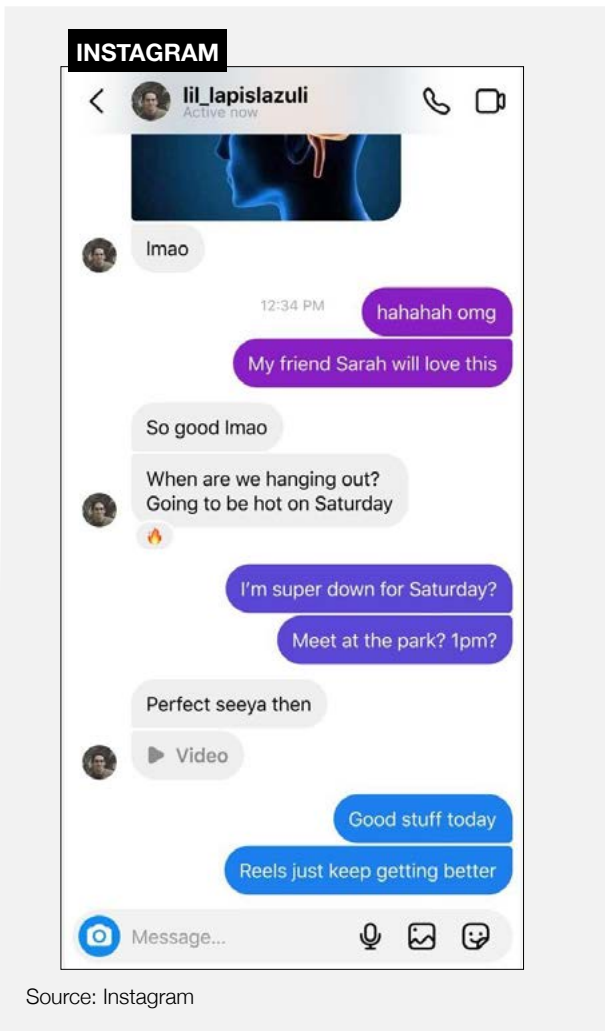 INSTAGRAM
lil_lapislazuli
Active now
lmao
12:34 PM
hahahah omg
My friend Sarah will love this
So good lmao
When are we hanging out?
Going to be hot on Saturday
I'm super down for Saturday?
Meet at the park? 1pm?
Perfect seeya then
Video
Good stuff today
Reels just keep getting better
Message...
Source: Instagram